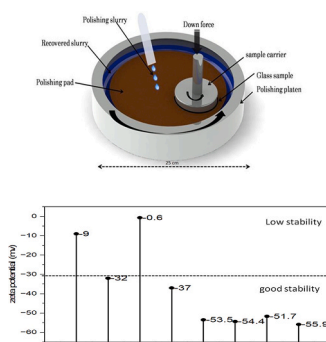 Polishing slurry
Down force
Recovered slurry
sample carrier
Polishing pad
Glass sample
Polishing platen
25 cm
zeta potential (mv)
0
-10
-20
-30
-40
-50
-60
-9
-32
-0.6
-37
-53.5
-54.4
-51.7
-55.9
Low stability
good stability